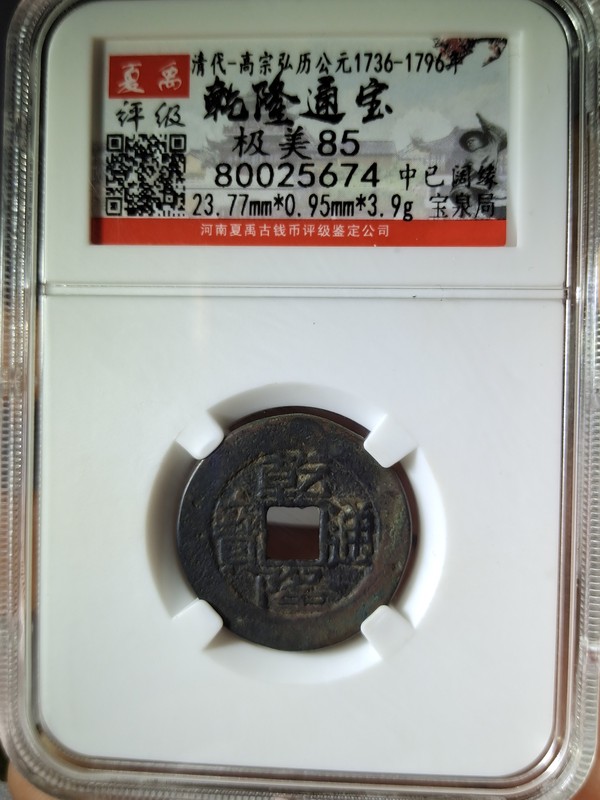 夏禹
评级
清代-高宗弘历公元1736-1796年
乾隆通宝
极美85
80025674 中已阔缘
23.77mm*0.95mm*3.9g 宝泉局
河南夏禹古钱币评级鉴定公司
乾隆通寶